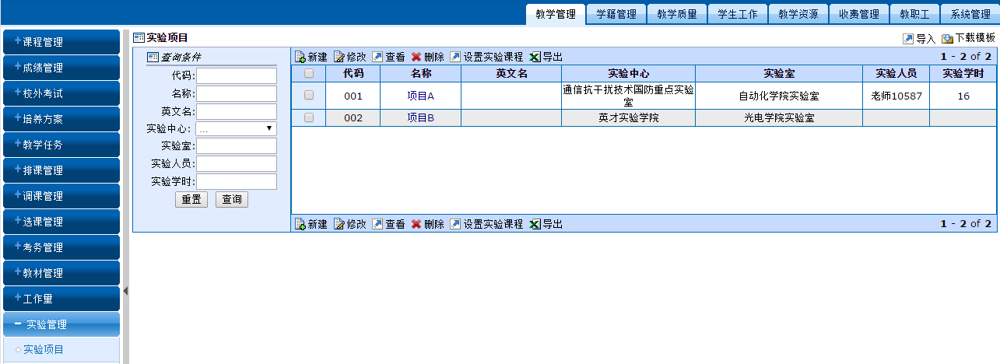 教学管理 学籍管理 教学质量 学生工作 教学资源 收费管理 教职工 系统管理
课程管理
成绩管理
校外考试
培养方案
教学任务
排课管理
调课管理
选课管理
考务管理
教材管理
工作量
实验管理
实验项目
实验项目
导入 下载模板
查询条件
代码:
名称:
英文名:
实验中心: ...
实验室:
实验人员:
实验学时:
重置 查询
新建 修改 查看 删除 设置实验课程 导出 1 - 2 of 2
代码 名称 英文名 实验中心 实验室 实验人员 实验学时
001 项目A 通信抗干扰技术国防重点实验室 自动化学院实验室 老师10587 16
002 项目B 英才实验学院 光电学院实验室
新建 修改 查看 删除 设置实验课程 导出 1 - 2 of 2